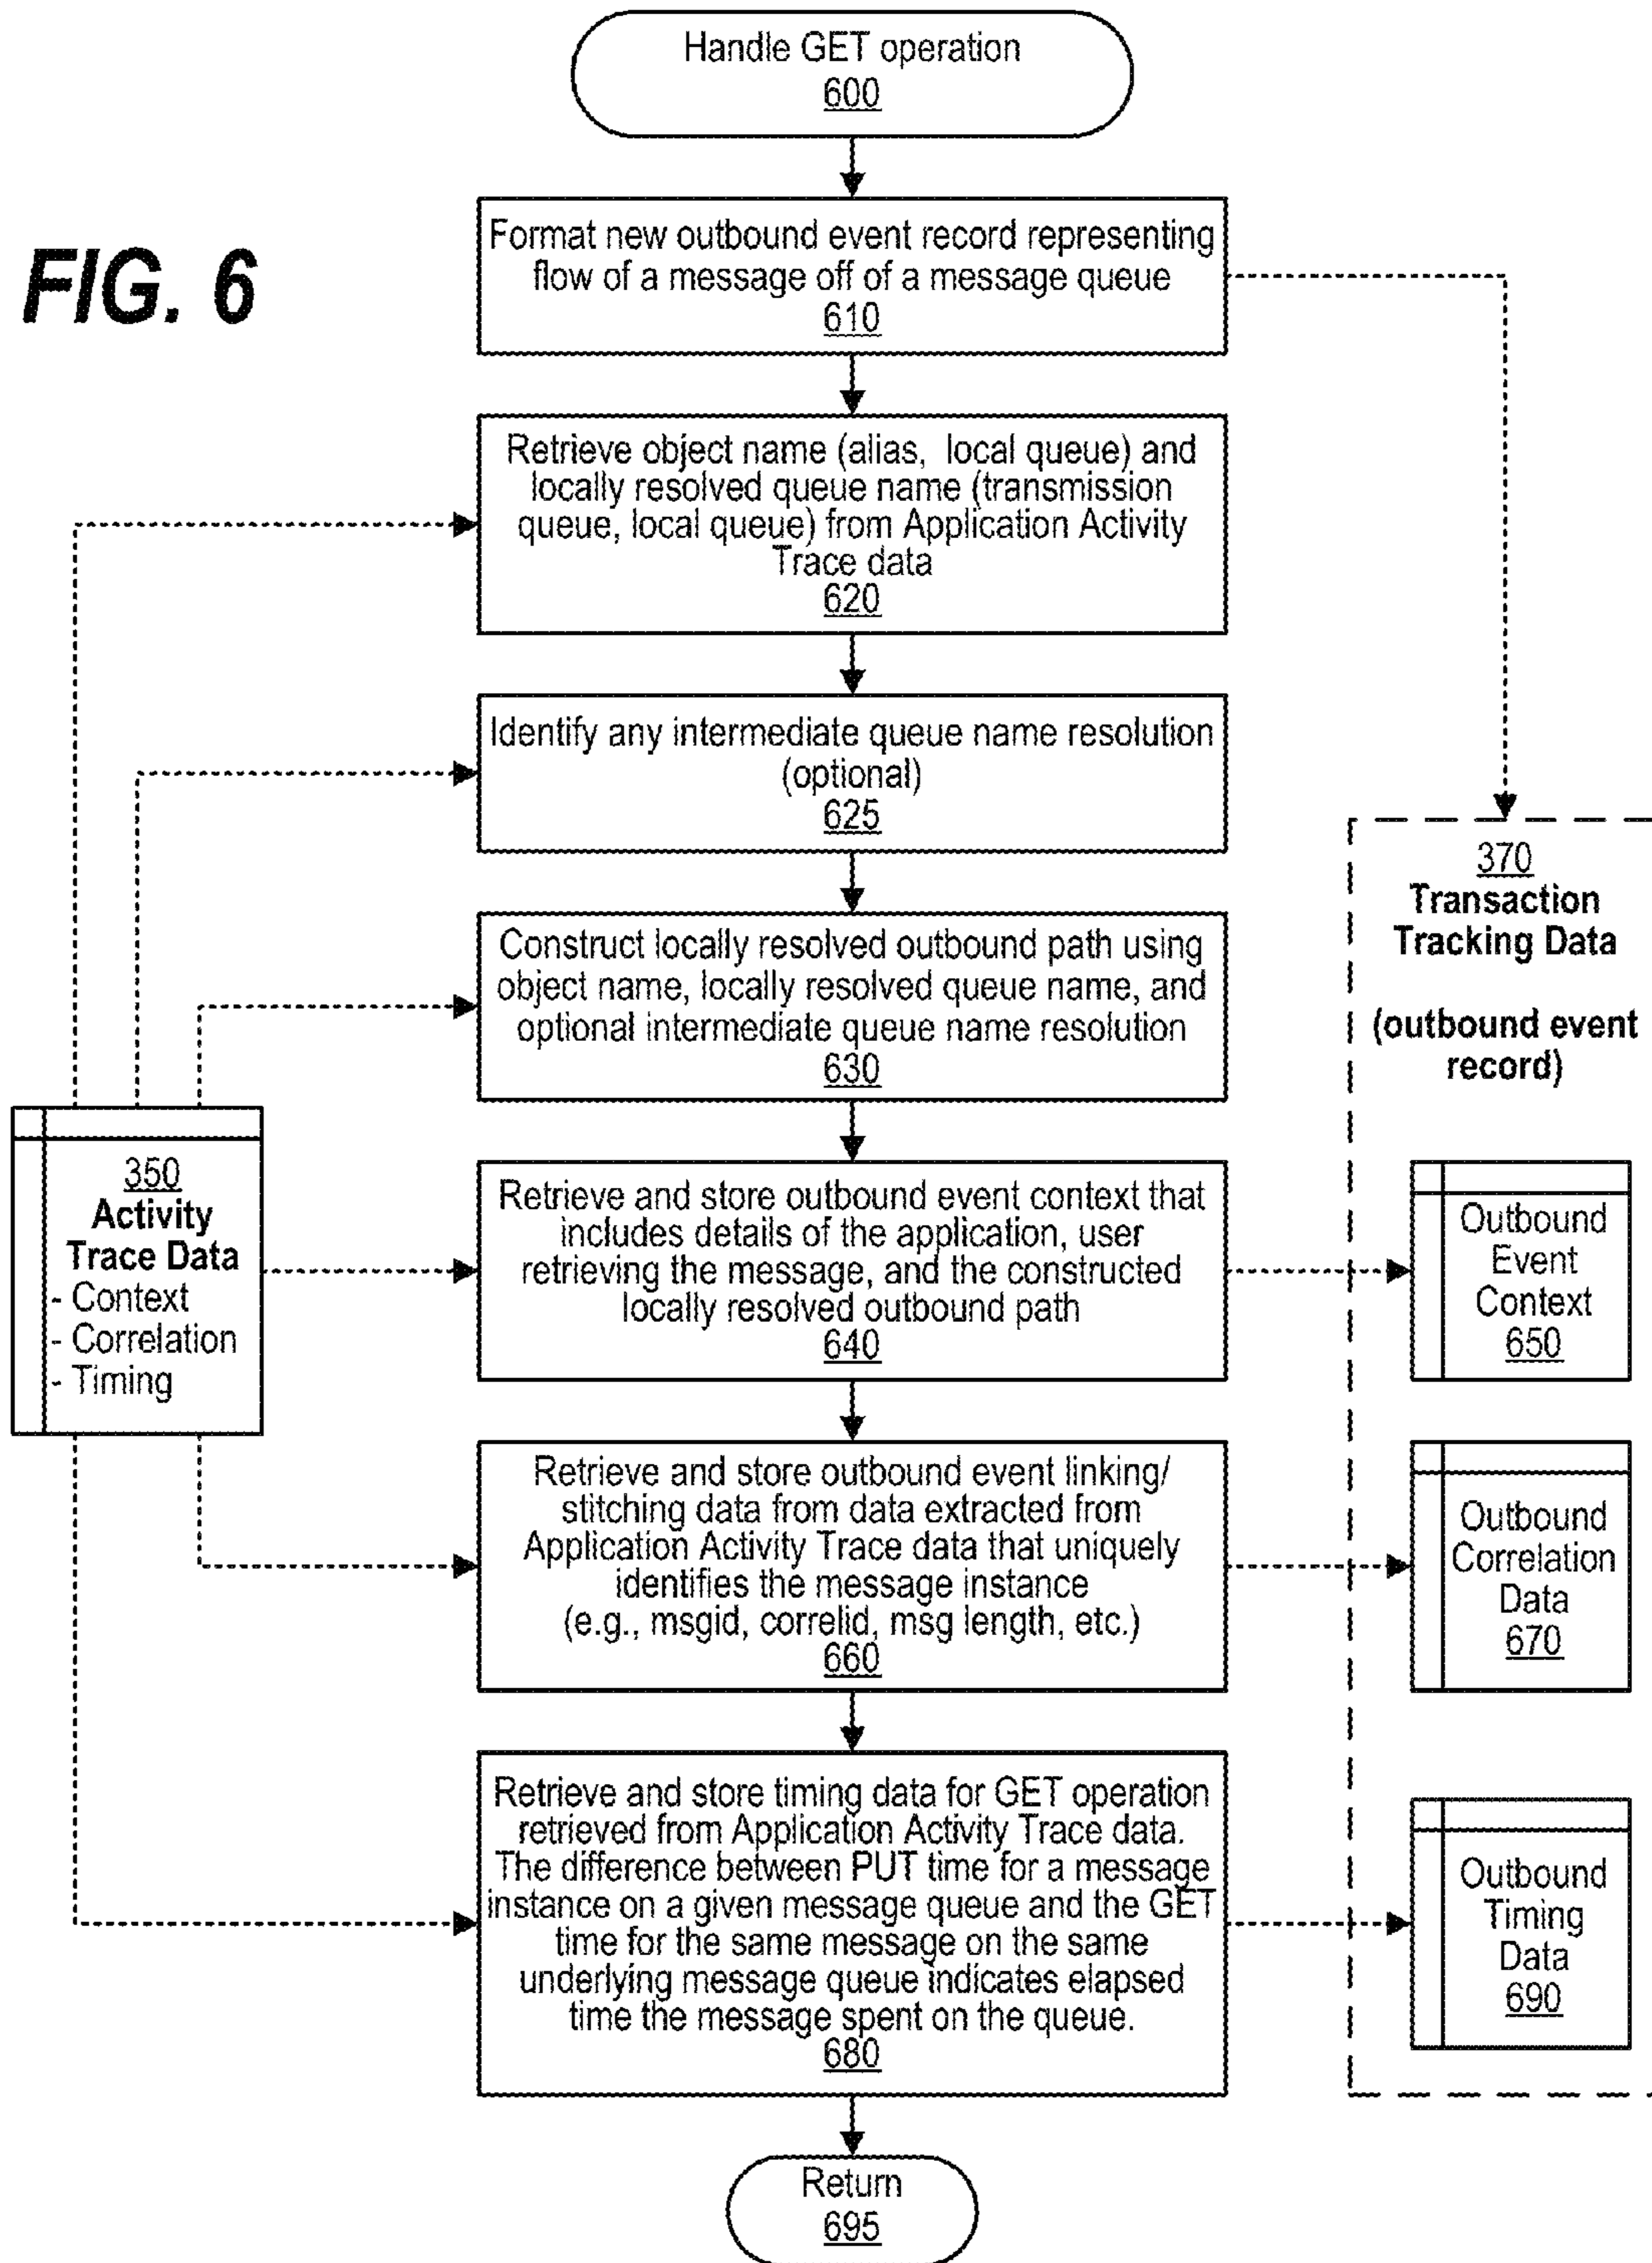 Handle GET operation
600
FIG. 6
Format new outbound event record representing
flow of a message off of a message queue
610
Retrieve object name (alias, local queue) and
locally resolved queue name (transmission
queue, local queue) from Application Activity
Trace data
620
Identify any intermediate queue name resolution
(optional)
625
370
Transaction
Tracking Data
(outbound event
record)
Construct locally resolved outbound path using
object name, locally resolved queue name, and
optional intermediate queue name resolution
630
350
Activity
Trace Data
- Context
- Correlation
- Timing
Retrieve and store outbound event context that
includes details of the application, user
retrieving the message, and the constructed
locally resolved outbound path
640
Outbound
Event
Context
650
Retrieve and store outbound event linking/
stitching data from data extracted from
Application Activity Trace data that uniquely
identifies the message instance
(e.g., msgid, correlid, msg length, etc.)
660
Outbound
Correlation
Data
670
Retrieve and store timing data for GET operation
retrieved from Application Activity Trace data.
The difference between PUT time for a message
instance on a given message queue and the GET
time for the same message on the same
underlying message queue indicates elapsed
time the message spent on the queue.
680
Outbound
Timing
Data
690
Return
695